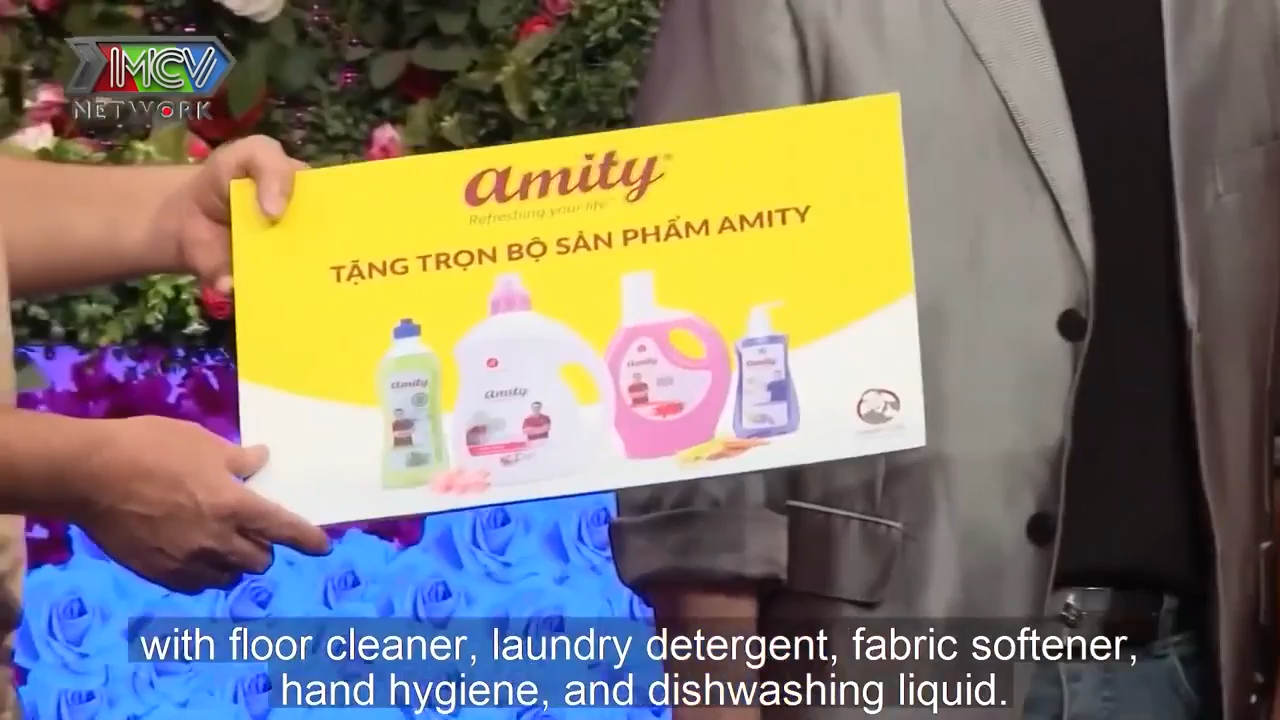 MCV
NETWORK
amity®
Refreshing your life
TẶNG TRỌN BỘ SẢN PHẨM AMITY
amity
amity
amity
amity
with floor cleaner, laundry detergent, fabric softener,
hand hygiene, and dishwashing liquid.